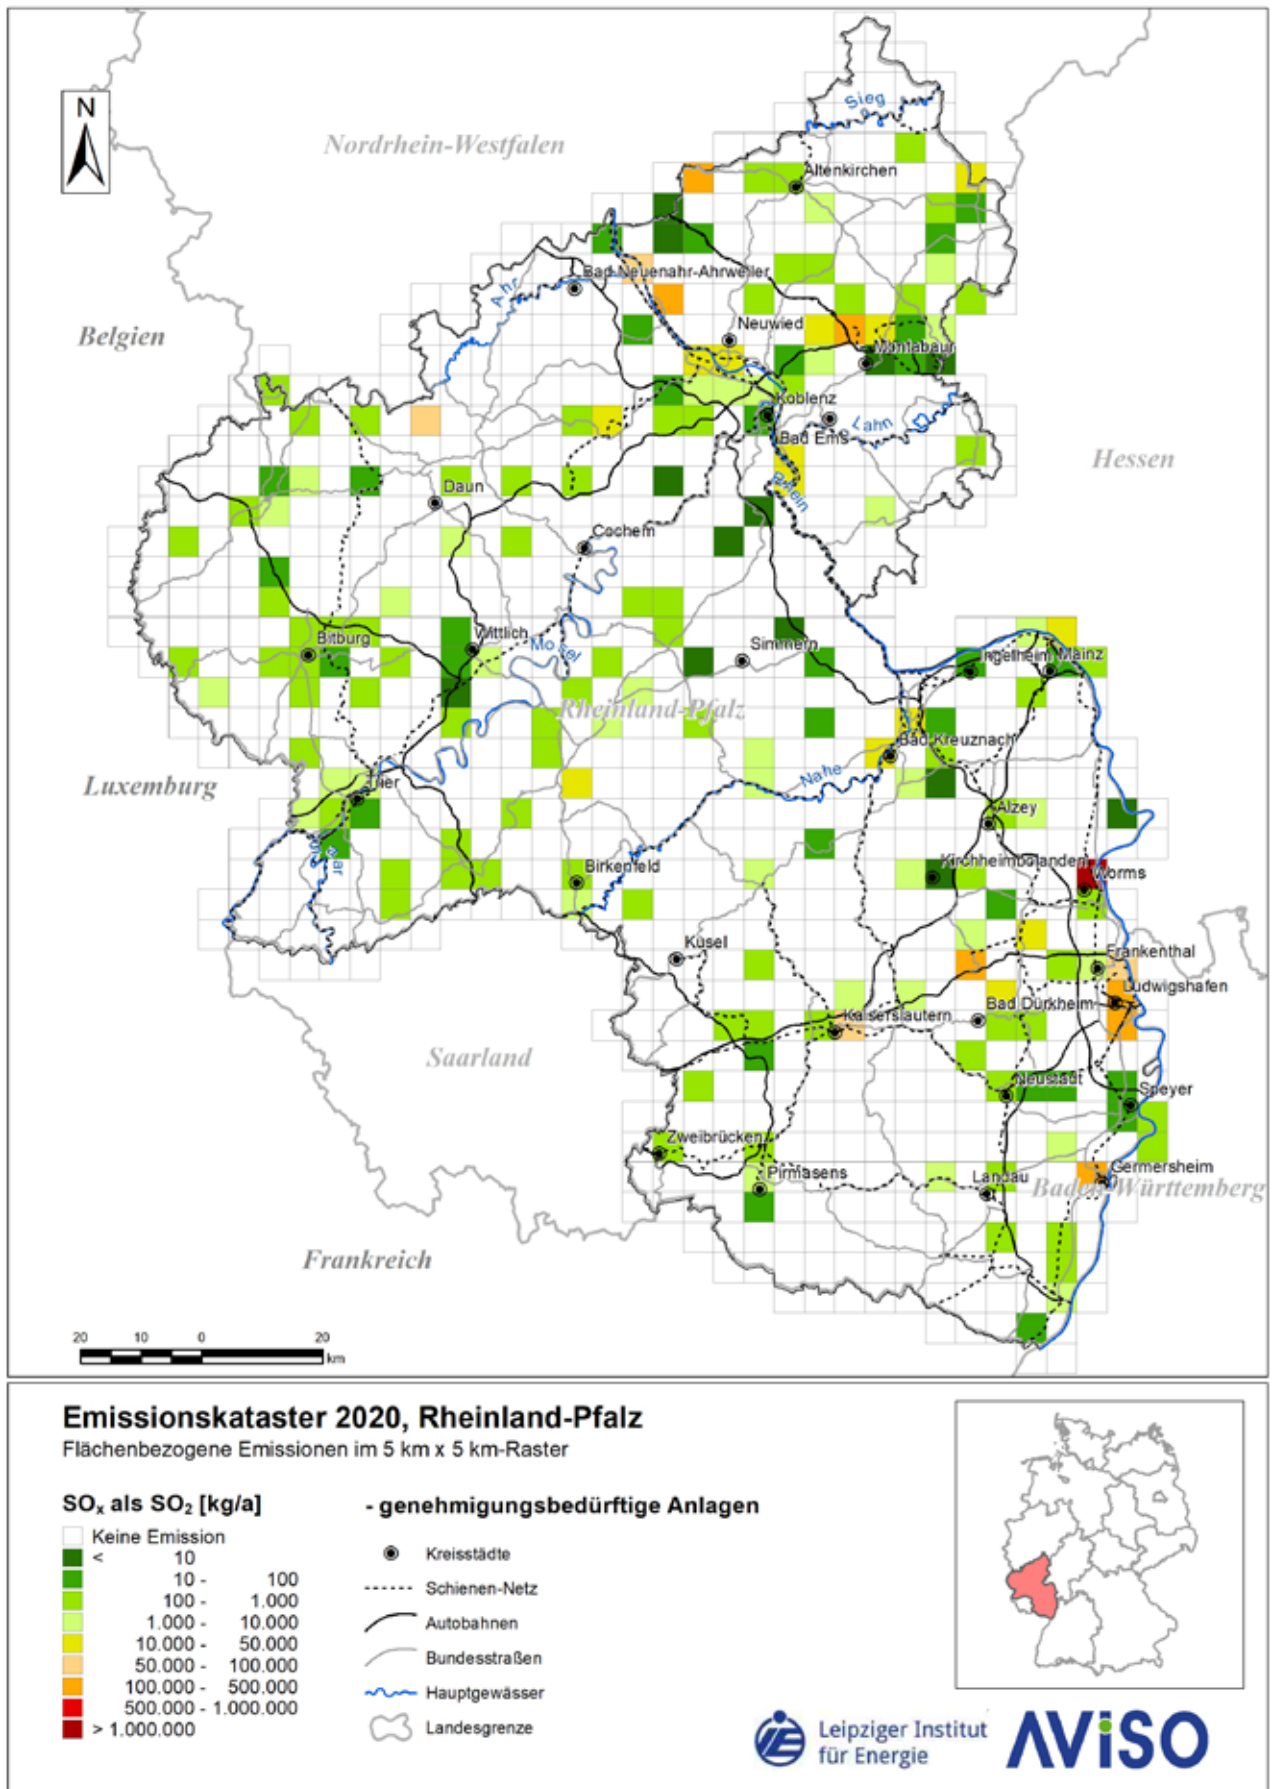 N
Nordrhein-Westfalen
Sieg
Altenkirchen
Bad Neuenahr-Ahrweiler
Ahr
Belgien
Neuwied
Montabaur
Koblenz
Lahn
Bad Ems
Hessen
Rhein
Daun
Cochem
Bitburg
Wittlich
Mosel
Simmern
Ingelheim
Mainz
Rheinland-Pfalz
Bad Kreuznach
Luxemburg
Trier
Nahe
Alzey
Saar
Birkenfeld
Kirchheimbolanden
Worms
Kusel
Frankenthal
Ludwigshafen
Bad Dürkheim
Kaiserslautern
Saarland
Neustadt
Speyer
Zweibrücken
Pirmasens
Landau
Germersheim
Baden-Württemberg
Frankreich
20 10 0 20
km
Emissionskataster 2020, Rheinland-Pfalz
Flächenbezogene Emissionen im 5 km x 5 km-Raster
SOx als SO2 [kg/a]
Keine Emission
< 10
10 - 100
100 - 1.000
1.000 - 10.000
10.000 - 50.000
50.000 - 100.000
100.000 - 500.000
500.000 - 1.000.000
> 1.000.000
- genehmigungsbedürftige Anlagen
Kreisstädte
Schienen-Netz
Autobahnen
Bundesstraßen
Hauptgewässer
Landesgrenze
Leipziger Institut
für Energie
AViSO